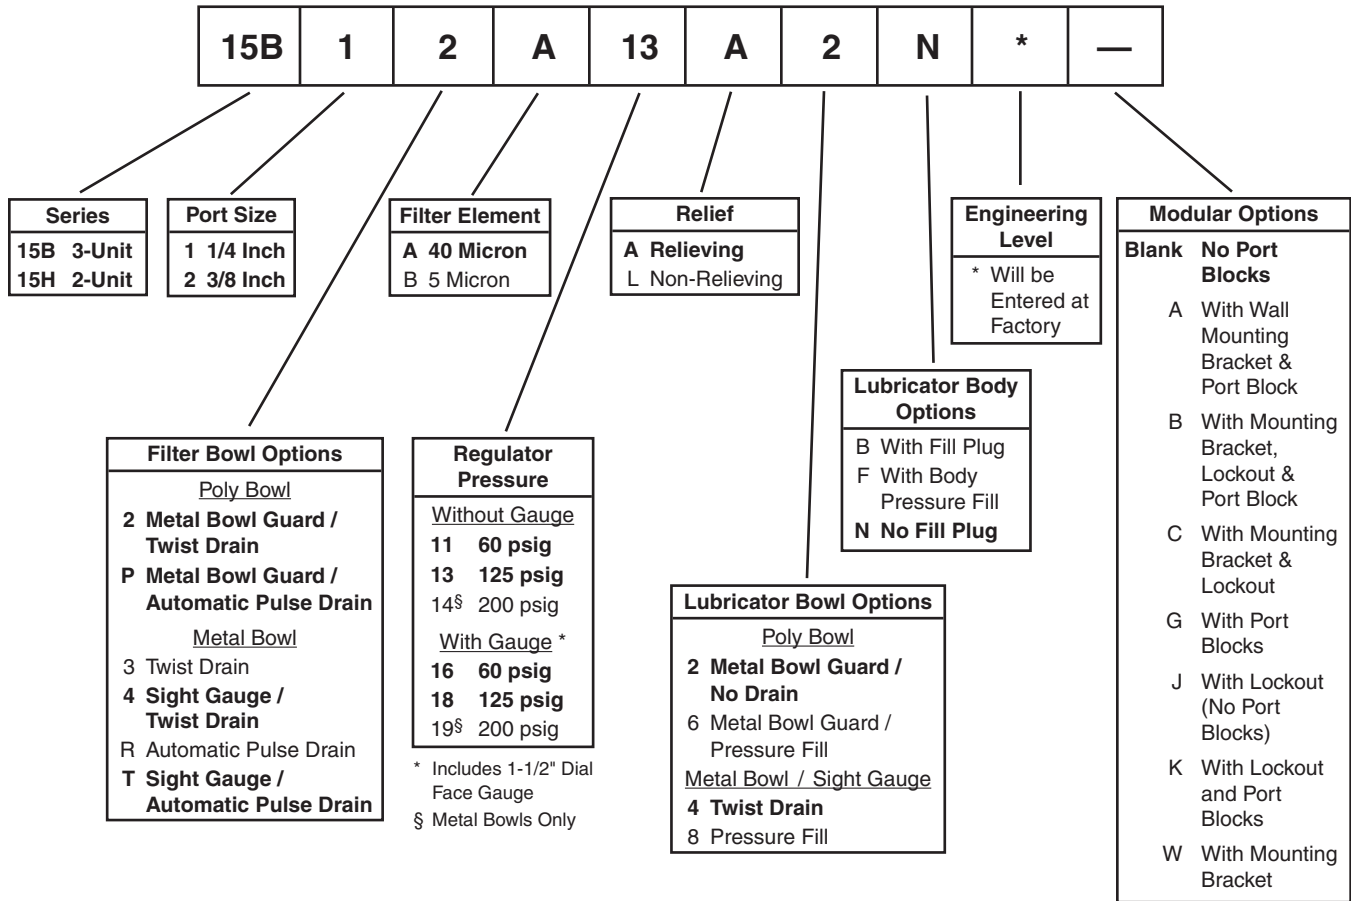 15B 1 2 A 13 A 2 N * —
Series
15B 3-Unit
15H 2-Unit
Port Size
1 1/4 Inch
2 3/8 Inch
Filter Element
A 40 Micron
B 5 Micron
Relief
A Relieving
L Non-Relieving
Engineering
Level
* Will be
Entered at
Factory
Modular Options
Blank No Port
Blocks
A With Wall
Mounting
Bracket &
Port Block
B With Mounting
Bracket,
Lockout &
Port Block
C With Mounting
Bracket &
Lockout
G With Port
Blocks
J With Lockout
(No Port
Blocks)
K With Lockout
and Port
Blocks
W With Mounting
Bracket
Lubricator Body
Options
B With Fill Plug
F With Body
Pressure Fill
N No Fill Plug
Filter Bowl Options
Poly Bowl
2 Metal Bowl Guard /
Twist Drain
P Metal Bowl Guard /
Automatic Pulse Drain
Metal Bowl
3 Twist Drain
4 Sight Gauge /
Twist Drain
R Automatic Pulse Drain
T Sight Gauge /
Automatic Pulse Drain
Regulator
Pressure
Without Gauge
11 60 psig
13 125 psig
14§ 200 psig
With Gauge *
16 60 psig
18 125 psig
19§ 200 psig
* Includes 1-1/2" Dial
Face Gauge
§ Metal Bowls Only
Lubricator Bowl Options
Poly Bowl
2 Metal Bowl Guard /
No Drain
6 Metal Bowl Guard /
Pressure Fill
Metal Bowl / Sight Gauge
4 Twist Drain
8 Pressure Fill